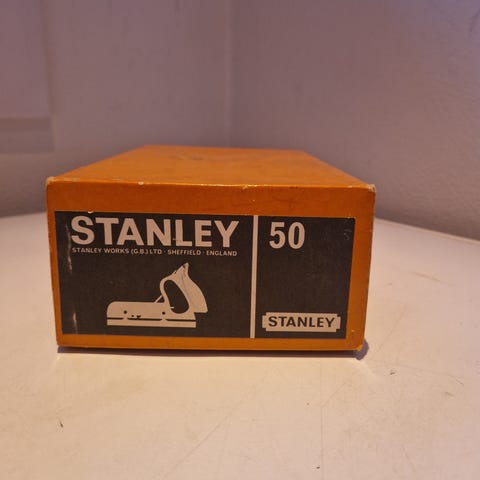 STANLEY
STANLEY WORKS (G.B.) LTD · SHEFFIELD · ENGLAND
50
STANLEY